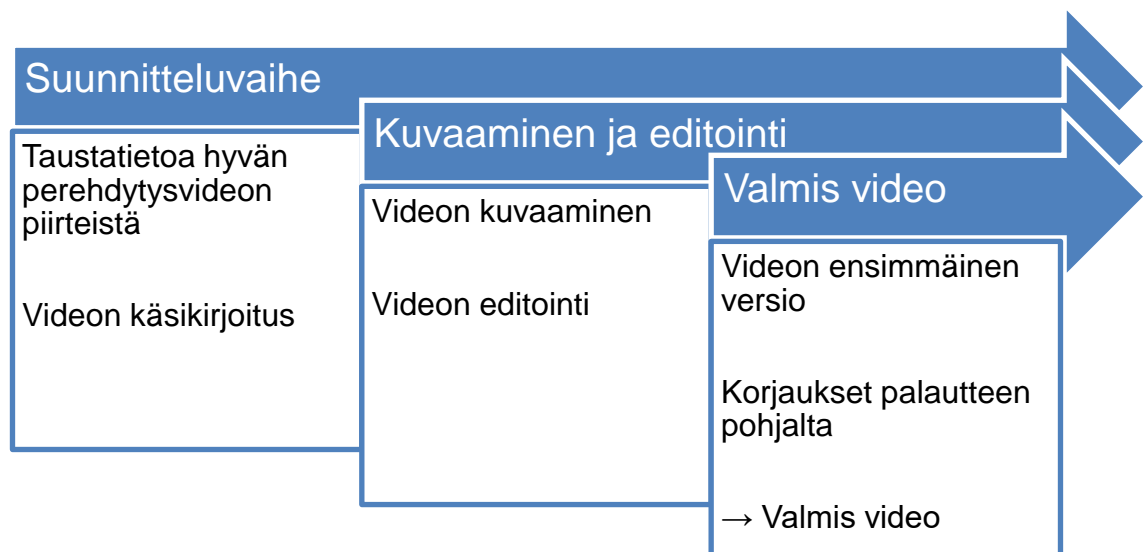 Suunnitteluvaihe
Taustatietoa hyvän
perehdytysvideon
piirteistä
Videon käsikirjoitus
Kuvaaminen ja editointi
Videon kuvaaminen
Videon editointi
Valmis video
Videon ensimmäinen
versio
Korjaukset palautteen
pohjalta
→ Valmis video